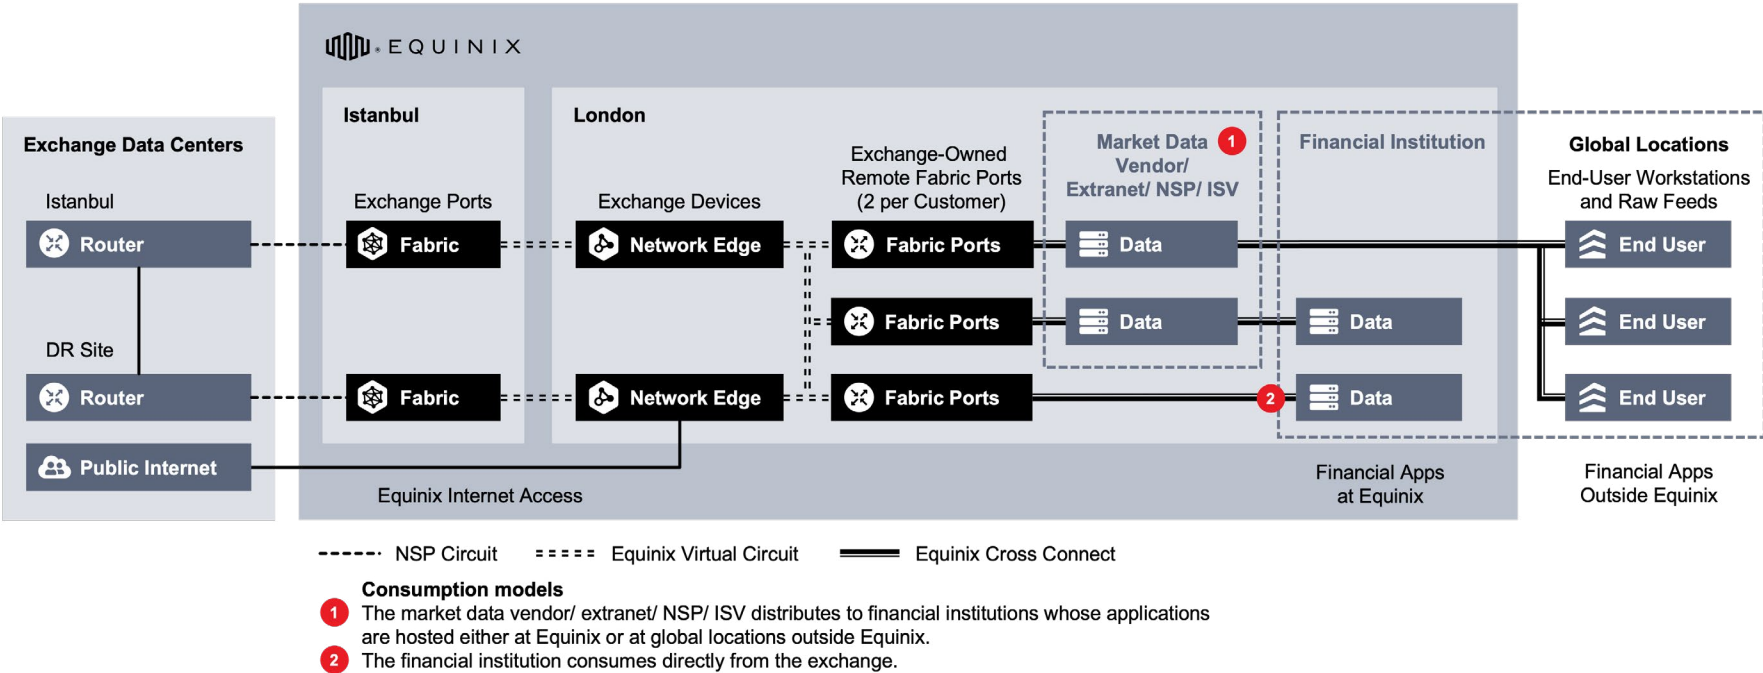 EQUINIX
Exchange Data Centers
Istanbul
Router
DR Site
Router
Public Internet
Istanbul
Exchange Ports
Fabric
Fabric
Equinix Internet Access
London
Exchange Devices
Network Edge
Network Edge
Exchange-Owned
Remote Fabric Ports
(2 per Customer)
Fabric Ports
Fabric Ports
Fabric Ports
Market Data 1
Vendor/
Extranet/ NSP/ ISV
Data
Data
2
Financial Institution
Data
Data
Financial Apps
at Equinix
Global Locations
End-User Workstations
and Raw Feeds
End User
End User
End User
Financial Apps
Outside Equinix
NSP Circuit
Equinix Virtual Circuit
Equinix Cross Connect
Consumption models
1 The market data vendor/ extranet/ NSP/ ISV distributes to financial institutions whose applications
are hosted either at Equinix or at global locations outside Equinix.
2 The financial institution consumes directly from the exchange.